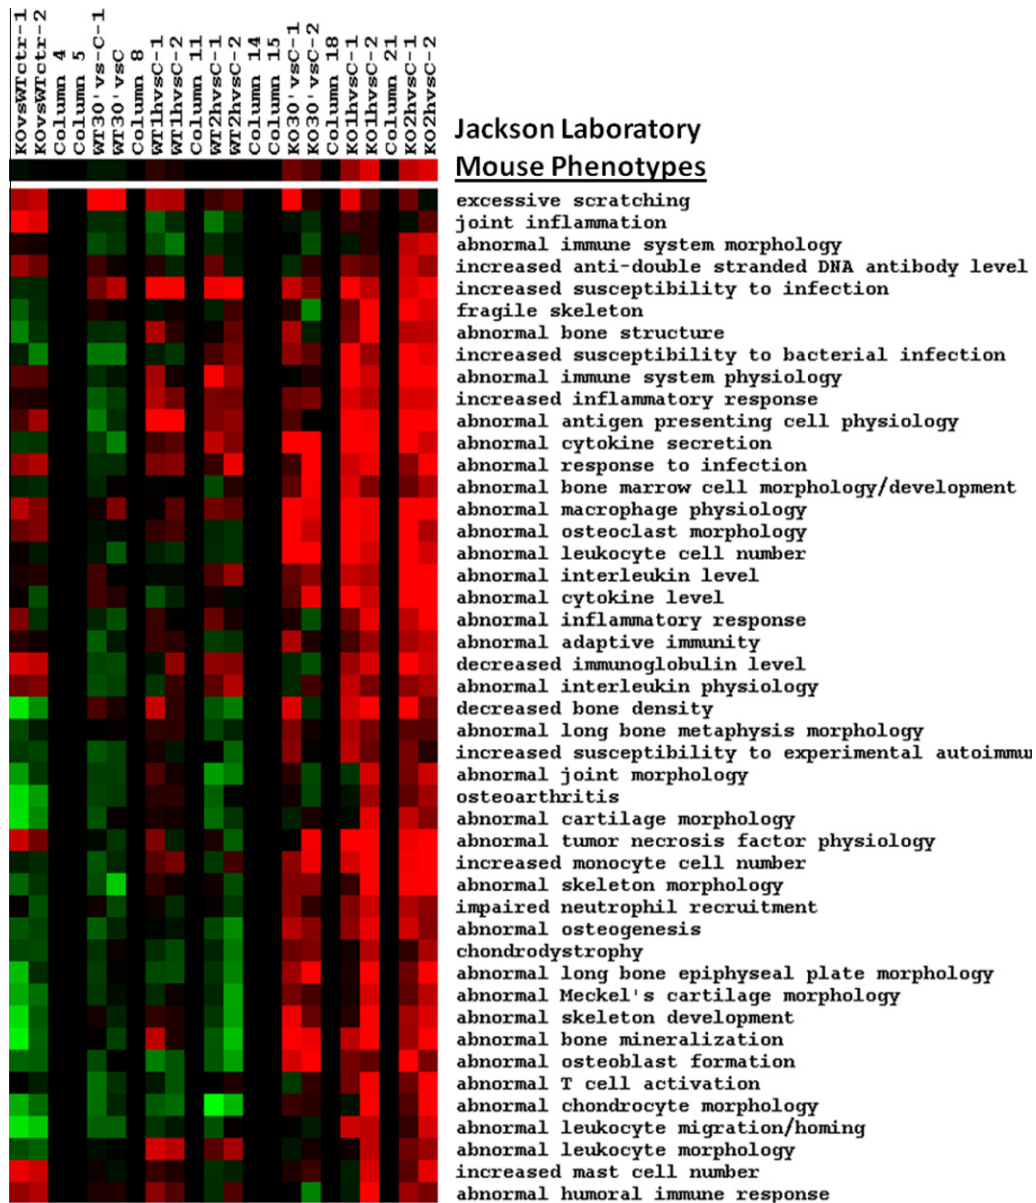 KOvsWTctr-1
KOvsWTctr-2
Column 4
Column 5
WT30'vs-C-1
WT30'vsC
Column 8
WT1hvsC-1
WT1hvsC-2
Column 11
WT2hvsC-1
WT2hvsC-2
Column 14
Column 15
KO30'vsC-1
KO30'vsC-2
Column 18
KO1hvsC-1
KO1hvsC-2
Column 21
KO2hvsC-1
KO2hvsC-2
Jackson Laboratory
Mouse Phenotypes
excessive scratching
joint inflammation
abnormal immune system morphology
increased anti-double stranded DNA antibody level
increased susceptibility to infection
fragile skeleton
abnormal bone structure
increased susceptibility to bacterial infection
abnormal immune system physiology
increased inflammatory response
abnormal antigen presenting cell physiology
abnormal cytokine secretion
abnormal response to infection
abnormal bone marrow cell morphology/development
abnormal macrophage physiology
abnormal osteoclast morphology
abnormal leukocyte cell number
abnormal interleukin level
abnormal cytokine level
abnormal inflammatory response
abnormal adaptive immunity
decreased immunoglobulin level
abnormal interleukin physiology
decreased bone density
abnormal long bone metaphysis morphology
increased susceptibility to experimental autoimmu
abnormal joint morphology
osteoarthritis
abnormal cartilage morphology
abnormal tumor necrosis factor physiology
increased monocyte cell number
abnormal skeleton morphology
impaired neutrophil recruitment
abnormal osteogenesis
chondrodystrophy
abnormal long bone epiphyseal plate morphology
abnormal Meckel's cartilage morphology
abnormal skeleton development
abnormal bone mineralization
abnormal osteoblast formation
abnormal T cell activation
abnormal chondrocyte morphology
abnormal leukocyte migration/homing
abnormal leukocyte morphology
increased mast cell number
abnormal humoral immune response